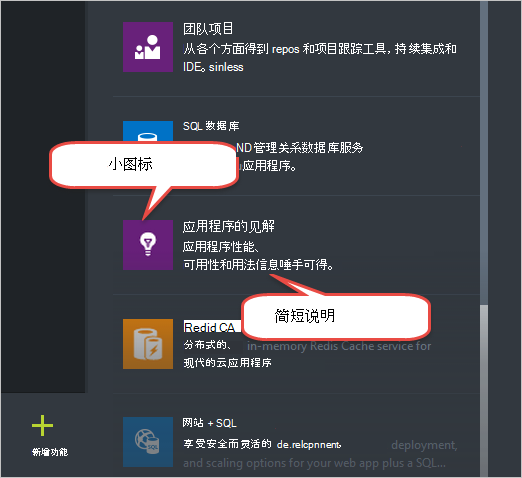 团队项目
从各个方面得到 repos 和项目跟踪工具, 持续集成和
IDE。sinless
SQL 数据库
ND管理关系数据库服务
应用程序。
小图标
应用程序的见解
应用程序性能、
可用性和用法信息唾手可得。
简短说明
Redid CA
分布式的、 in-memory Redis Cache service for
现代的云应用程序
网站 + SQL
享受安全而灵活的 de.relcpnnent. deployment,
and scaling options for your web app plus a SQL...
新增功能